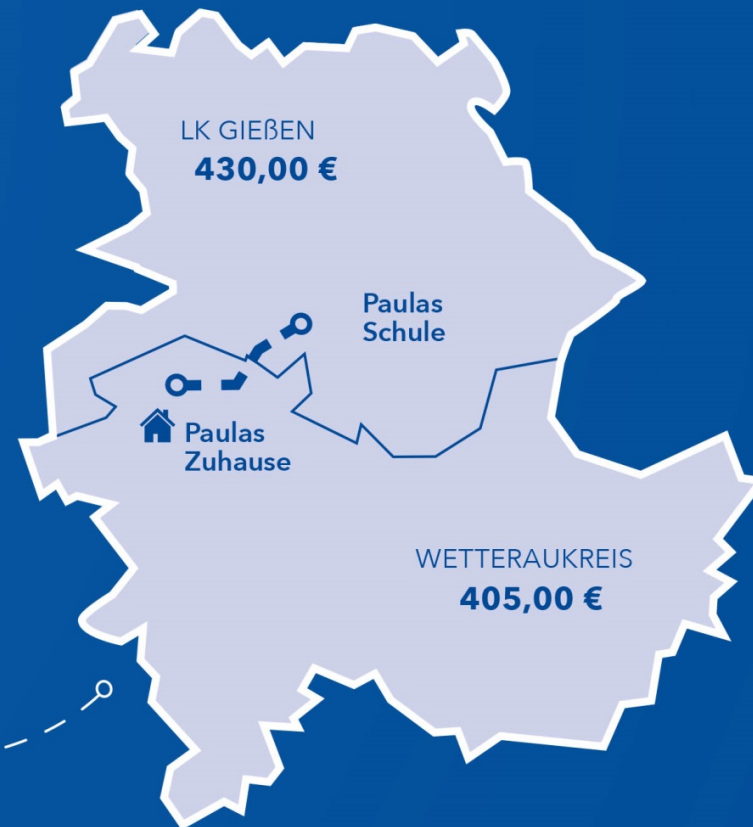 LK GIEßEN
430,00 €
Paulas
Schule
Paulas
Zuhause
WETTERAUKREIS
405,00 €